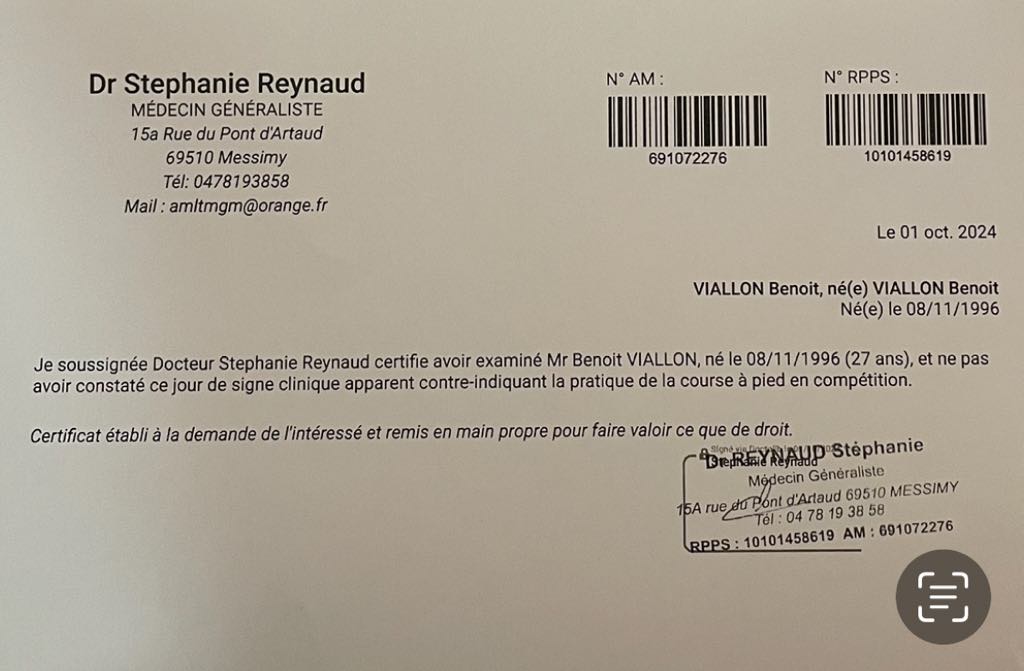 Dr Stephanie Reynaud
MÉDECIN GÉNÉRALISTE
15a Rue du Pont d'Artaud
69510 Messimy
Tél: 0478193858
Mail : amltmgm@orange.fr
N° AM :
691072276
N° RPPS :
10101458619
Le 01 oct. 2024
VIALLON Benoit, né(e) VIALLON Benoit
Né(e) le 08/11/1996
Je soussignée Docteur Stephanie Reynaud certifie avoir examiné Mr Benoit VIALLON, né le 08/11/1996 (27 ans), et ne pas
avoir constaté ce jour de signe clinique apparent contre-indiquant la pratique de la course à pied en compétition.
Certificat établi à la demande de l'intéressé et remis en main propre pour faire valoir ce que de droit.
Signé via
Dr REYNAUD Stéphanie
Stephanie Reynaud
Médecin Généraliste
15A rue du Pont d'Artaud 69510 MESSIMY
Tél : 04 78 19 38 58
RPPS : 10101458619 AM : 691072276